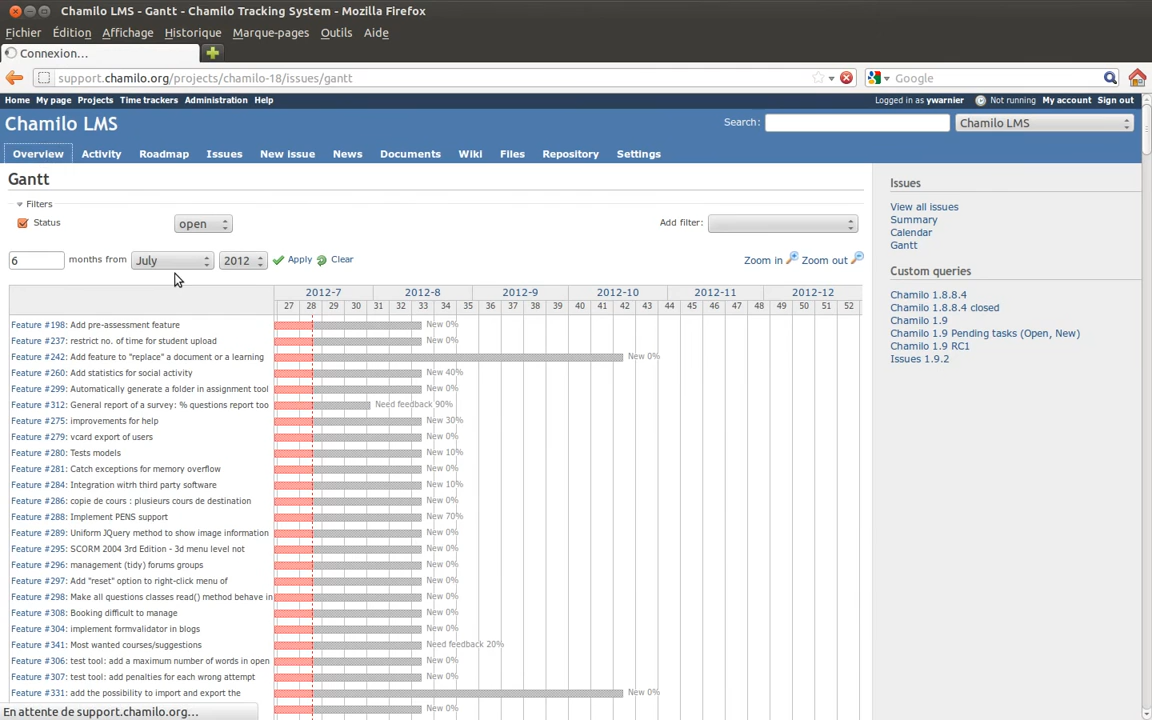 Chamilo LMS - Gantt - Chamilo Tracking System - Mozilla Firefox
Fichier Édition Affichage Historique Marque-pages Outils Aide
Connexion...
support.chamilo.org/projects/chamilo-18/issues/gantt Google
Home My page Projects Time trackers Administration Help Logged in as ywarnier Not running My account Sign out
Chamilo LMS Search: Chamilo LMS
Overview Activity Roadmap Issues New issue News Documents Wiki Files Repository Settings
Gantt
Filters
Status open Add filter:
6 months from July 2012 Apply Clear Zoom in Zoom out
2012-7 2012-8 2012-9 2012-10 2012-11 2012-12
27 28 29 30 31 32 33 34 35 36 37 38 39 40 41 42 43 44 45 46 47 48 49 50 51 52
Feature #198: Add pre-assessment feature New 0%
Feature #237: restrict no. of time for student upload New 0%
Feature #242: Add feature to "replace" a document or a learning New 0%
Feature #260: Add statistics for social activity New 40%
Feature #299: Automatically generate a folder in assignment tool New 0%
Feature #312: General report of a survey: % questions report too Need feedback 90%
Feature #275: improvements for help New 30%
Feature #279: vcard export of users New 0%
Feature #280: Tests models New 10%
Feature #281: Catch exceptions for memory overflow New 0%
Feature #284: Integration witrh third party software New 10%
Feature #286: copie de cours : plusieurs cours de destination New 0%
Feature #288: Implement PENS support New 70%
Feature #289: Uniform JQuery method to show image information New 0%
Feature #295: SCORM 2004 3rd Edition - 3d menu level not New 0%
Feature #296: management (tidy) forums groups New 0%
Feature #297: Add "reset" option to right-click menu of New 0%
Feature #298: Make all questions classes read() method behave in New 0%
Feature #308: Booking difficult to manage New 0%
Feature #304: implement formvalidator in blogs New 0%
Feature #341: Most wanted courses/suggestions Need feedback 20%
Feature #306: test tool: add a maximum number of words in open New 0%
Feature #307: test tool: add penalties for each wrong attempt New 0%
Feature #331: add the possibility to import and export the New 0%
New 0%
En attente de support.chamilo.org...
Issues
View all issues
Summary
Calendar
Gantt
Custom queries
Chamilo 1.8.8.4
Chamilo 1.8.8.4 closed
Chamilo 1.9
Chamilo 1.9 Pending tasks (Open, New)
Chamilo 1.9 RC1
Issues 1.9.2